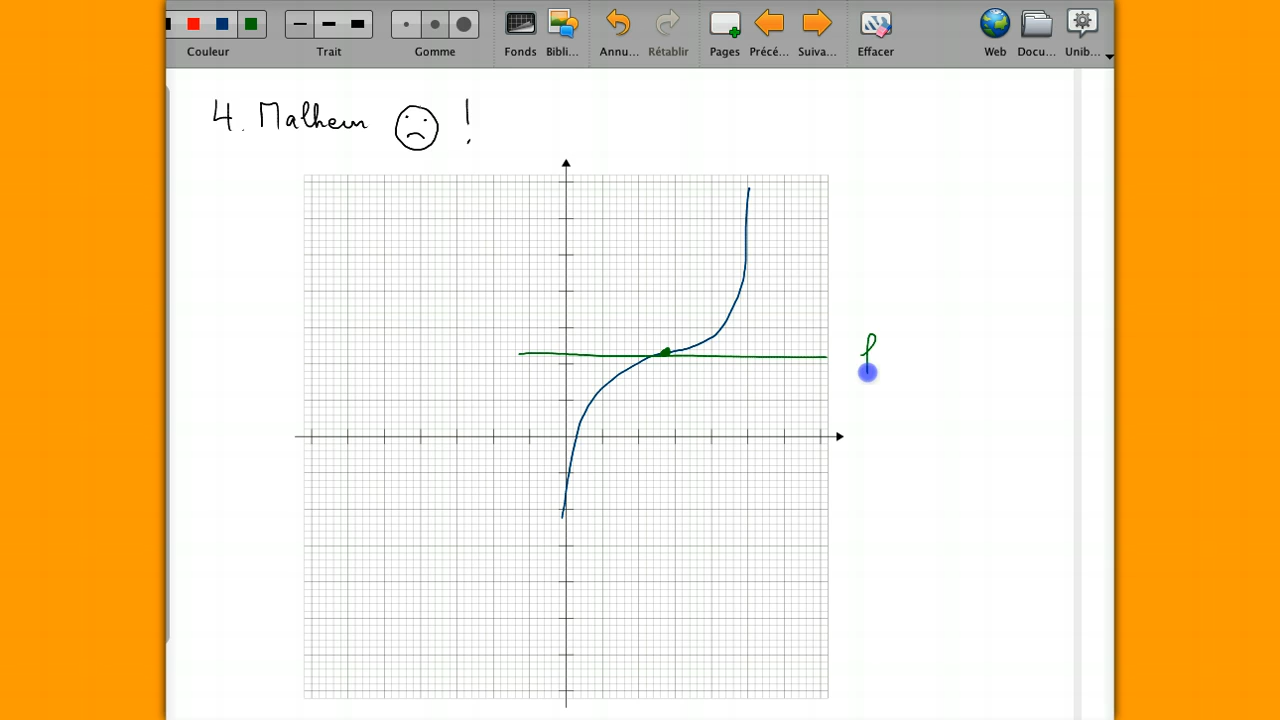 Couleur Trait Gomme Fonds Bibli... Annu... Rétablir Pages Précé... Suiva... Effacer Web Docu... Unib...
4. Malheur !
f